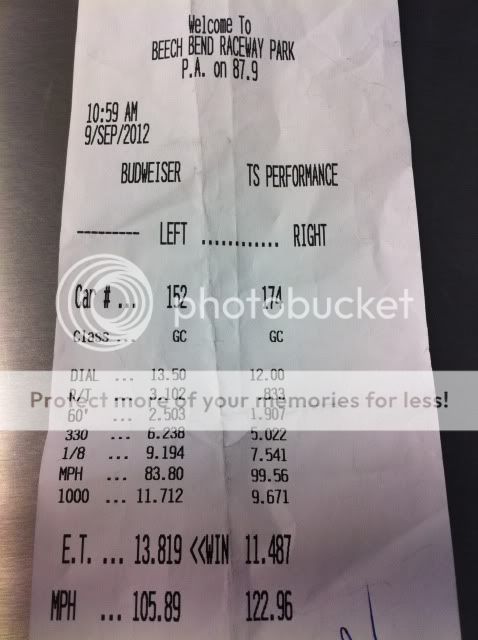 Welcome To
BEECH BEND RACEWAY PARK
P.A. on 87.9
10:59 AM
9/SEP/2012
BUDWEISER TS PERFORMANCE
--------- LEFT ............ RIGHT
Car # ... 152 174
Class... GC GC
photobucket
DIAL ... 13.50 12.00
R/T ... 3.102 .833
Protect more of your memories for less!
60' ... 2.503 1.907
330 ... 6.238 5.022
1/8 ... 9.194 7.541
MPH ... 83.80 99.56
1000 ... 11.712 9.671
E.T. ... 13.819 <<WIN 11.487
MPH ... 105.89 122.96